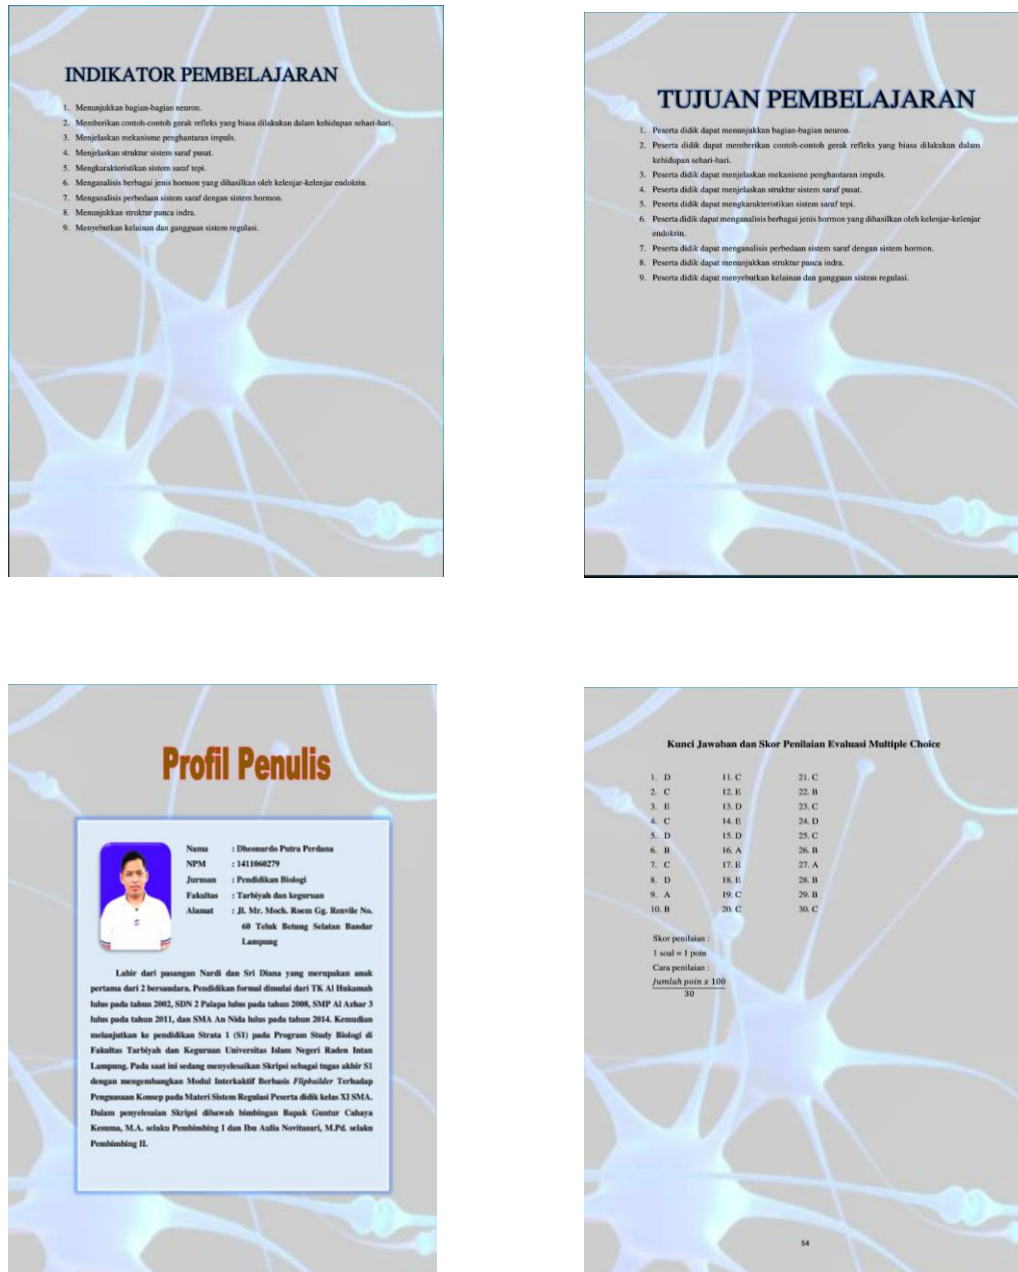 INDIKATOR PEMBELAJARAN
1. Menunjukkan bagian-bagian neuron.
2. Memberikan contoh-contoh gerak refleks yang biasa dilakukan dalam kehidupan sehari-hari.
3. Menjelaskan mekanisme penghantaran impuls.
4. Menjelaskan struktur sistem saraf pusat.
5. Mengkarakteristikan sistem saraf tepi.
6. Menganalisis berbagai jenis hormon yang dihasilkan oleh kelenjar-kelenjar endokrin.
7. Menganalisis perbedaan sistem saraf dengan sistem hormon.
8. Menunjukkan struktur panca indra.
9. Menyebutkan kelainan dan gangguan sistem regulasi.
TUJUAN PEMBELAJARAN
1. Peserta didik dapat menunjukkan bagian-bagian neuron.
2. Peserta didik dapat memberikan contoh-contoh gerak refleks yang biasa dilakukan dalam
kehidupan sehari-hari.
3. Peserta didik dapat menjelaskan mekanisme penghantaran impuls.
4. Peserta didik dapat menjelaskan struktur sistem saraf pusat.
5. Peserta didik dapat mengkarakteristikan sistem saraf tepi.
6. Peserta didik dapat menganalisis berbagai jenis hormon yang dihasilkan oleh kelenjar-kelenjar
endokrin.
7. Peserta didik dapat menganalisis perbedaan sistem saraf dengan sistem hormon.
8. Peserta didik dapat menunjukkan struktur panca indra.
9. Peserta didik dapat menyebutkan kelainan dan gangguan sistem regulasi.
Profil Penulis
Nama : Dheonardo Putra Perdana
NPM : 1411060279
Jurusan : Pendidikan Biologi
Fakultas : Tarbiyah dan keguruan
Alamat : Jl. Mr. Moch. Roem Gg. Renvile No.
60 Teluk Betung Selatan Bandar
Lampung
Lahir dari pasangan Nardi dan Sri Diana yang merupakan anak
pertama dari 2 bersaudara. Pendidikan formal dimulai dari TK Al Hukamah
lulus pada tahun 2002, SDN 2 Palapa lulus pada tahun 2008, SMP Al Azhar 3
lulus pada tahun 2011, dan SMA An Nida lulus pada tahun 2014. Kemudian
melanjutkan ke pendidikan Strata 1 (S1) pada Program Study Biologi di
Fakultas Tarbiyah dan Keguruan Universitas Islam Negeri Raden Intan
Lampung. Pada saat ini sedang menyelesaikan Skripsi sebagai tugas akhir S1
dengan mengembangkan Modul Interkaktif Berbasis Flipbuilder Terhadap
Penguasaan Konsep pada Materi Sistem Regulasi Peserta didik kelas XI SMA.
Dalam penyelesaian Skripsi dibawah bimbingan Bapak Guntur Cahaya
Kesuma, M.A. selaku Pembimbing I dan Ibu Aulia Novitasari, M.Pd. selaku
Pembimbing II.
Kunci Jawaban dan Skor Penilaian Evaluasi Multiple Choice
1. D 11. C 21. C
2. C 12. E 22. B
3. E 13. D 23. C
4. C 14. E 24. D
5. D 15. D 25. C
6. B 16. A 26. B
7. C 17. E 27. A
8. D 18. E 28. B
9. A 19. C 29. B
10. B 20. C 30. C
Skor penilaian :
1 soal = 1 poin
Cara penilaian :
Jumlah poin x 100
30
54